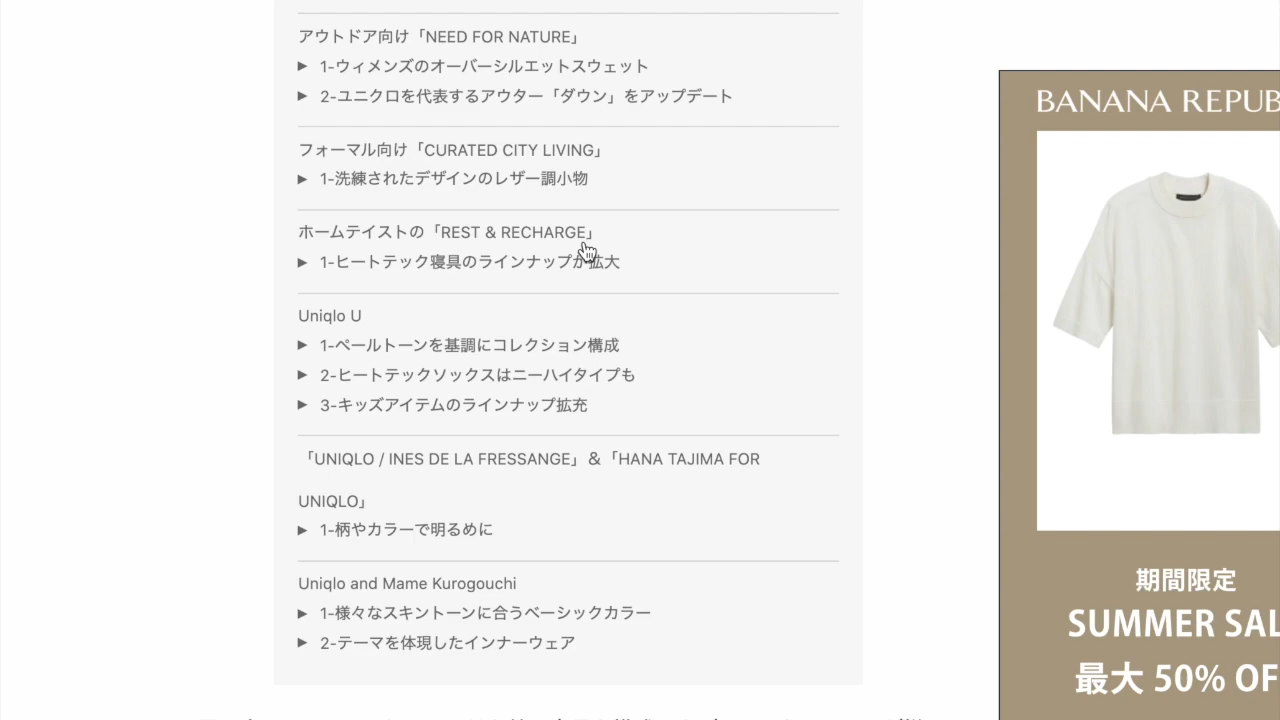 アウトドア向け「NEED FOR NATURE」
▶ 1-ウィメンズのオーバーシルエットスウェット
▶ 2-ユニクロを代表するアウター「ダウン」をアップデート
フォーマル向け「CURATED CITY LIVING」
▶ 1-洗練されたデザインのレザー調小物
ホームテイストの「REST & RECHARGE」
▶ 1-ヒートテック寝具のラインナップが拡大
Uniqlo U
▶ 1-ペールトーンを基調にコレクション構成
▶ 2-ヒートテックソックスはニーハイタイプも
▶ 3-キッズアイテムのラインナップ拡充
「UNIQLO / INES DE LA FRESSANGE」＆「HANA TAJIMA FOR
UNIQLO」
▶ 1-柄やカラーで明るめに
Uniqlo and Mame Kurogouchi
▶ 1-様々なスキントーンに合うベーシックカラー
▶ 2-テーマを体現したインナーウェア
BANANA REPUB
期間限定
SUMMER SAL
最大 50% OF